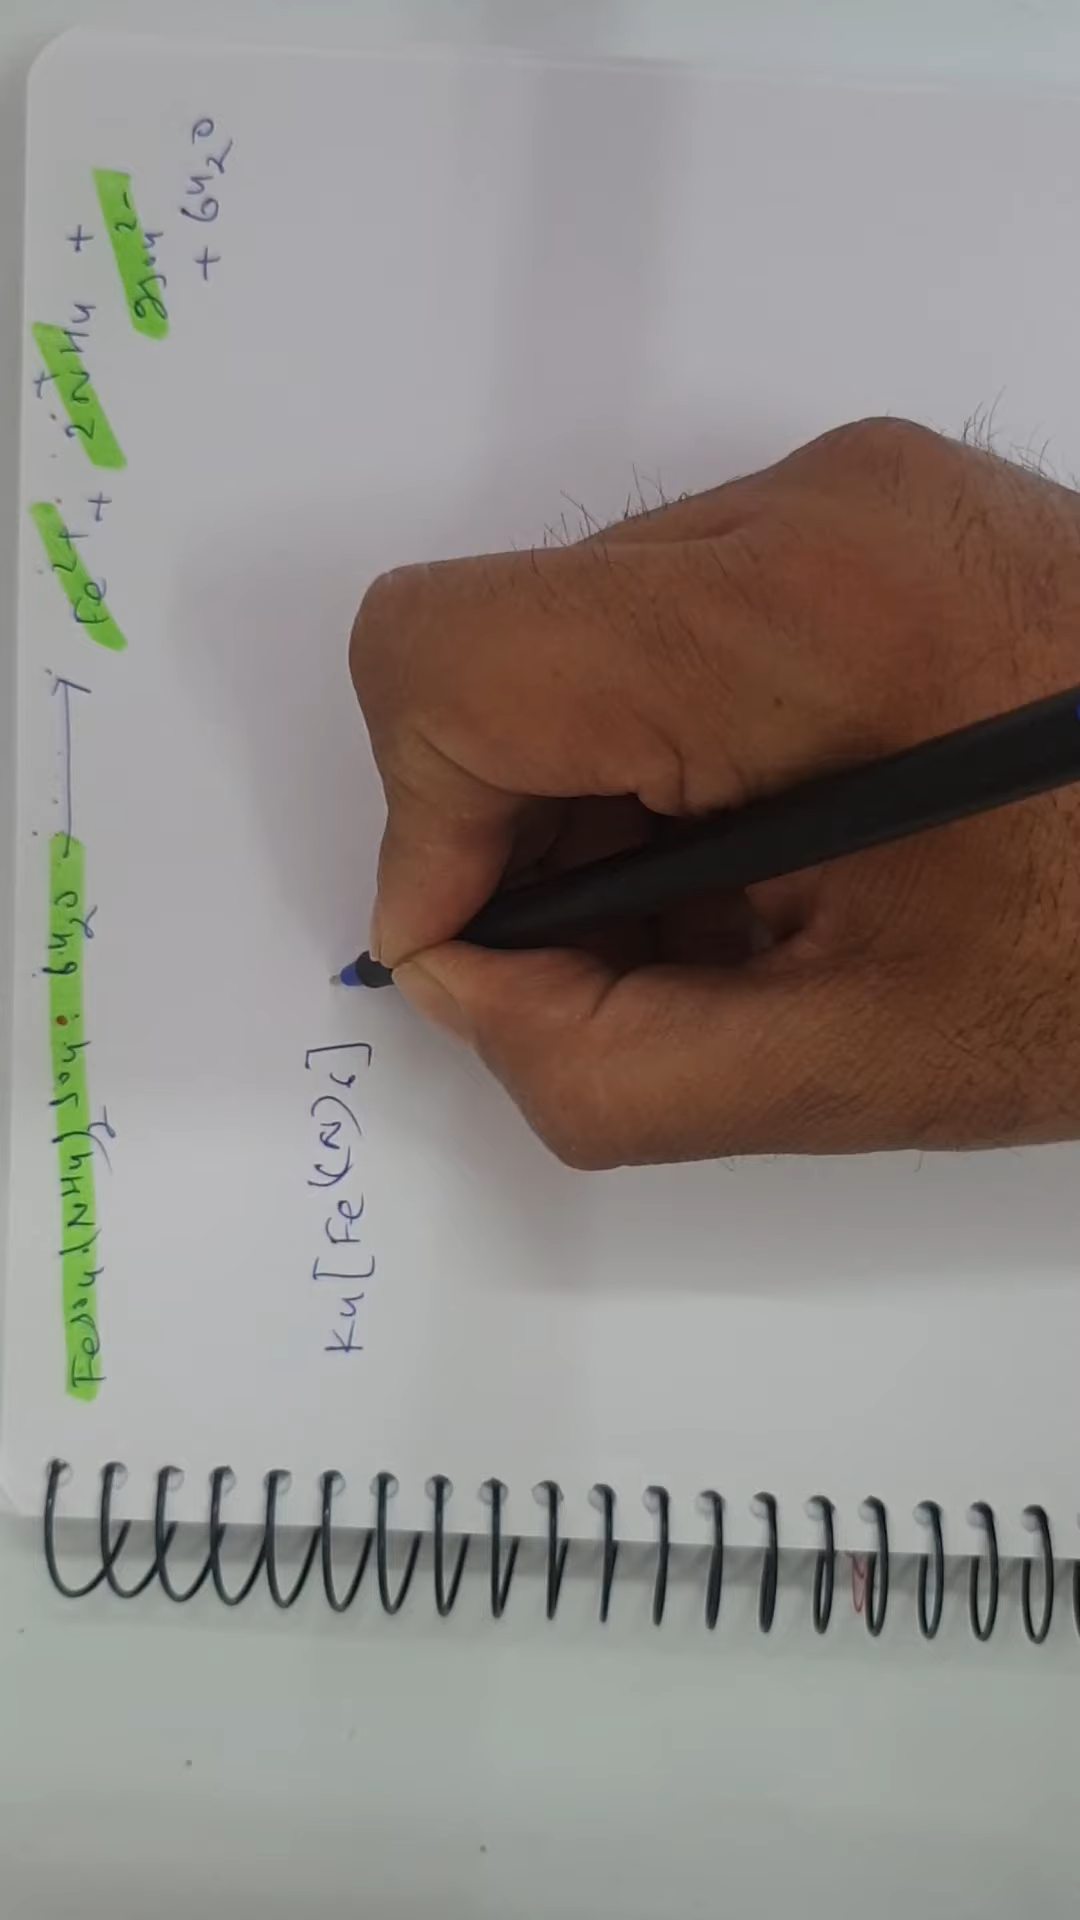 FeSO4.(NH4)2SO4.6H2O ⟶ Fe2+ + 2NH4+ +
2SO4 2-
+ 6H2O
K4[Fe(CN)6]